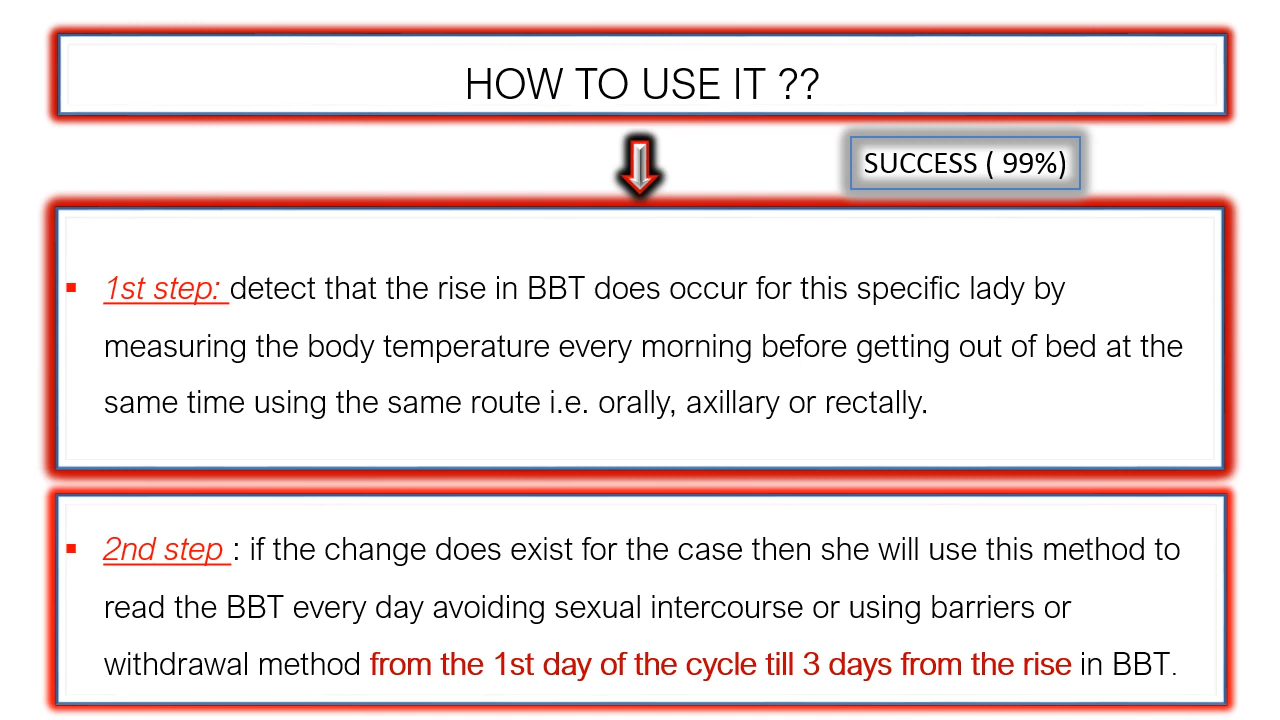 HOW TO USE IT ??
SUCCESS ( 99%)
1st step: detect that the rise in BBT does occur for this specific lady by
measuring the body temperature every morning before getting out of bed at the
same time using the same route i.e. orally, axillary or rectally.
2nd step : if the change does exist for the case then she will use this method to
read the BBT every day avoiding sexual intercourse or using barriers or
withdrawal method from the 1st day of the cycle till 3 days from the rise in BBT.